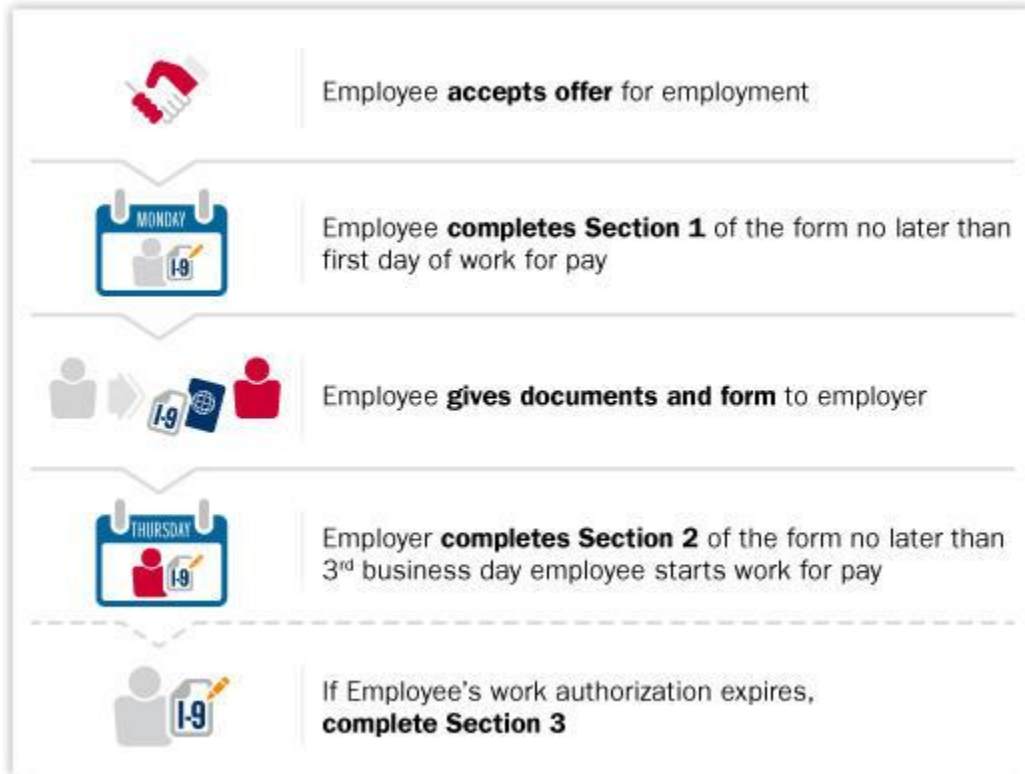 Employee accepts offer for employment
MONDAY
I-9
Employee completes Section 1 of the form no later than
first day of work for pay
I-9
Employee gives documents and form to employer
THURSDAY
I-9
Employer completes Section 2 of the form no later than
3rd business day employee starts work for pay
I-9
If Employee's work authorization expires,
complete Section 3